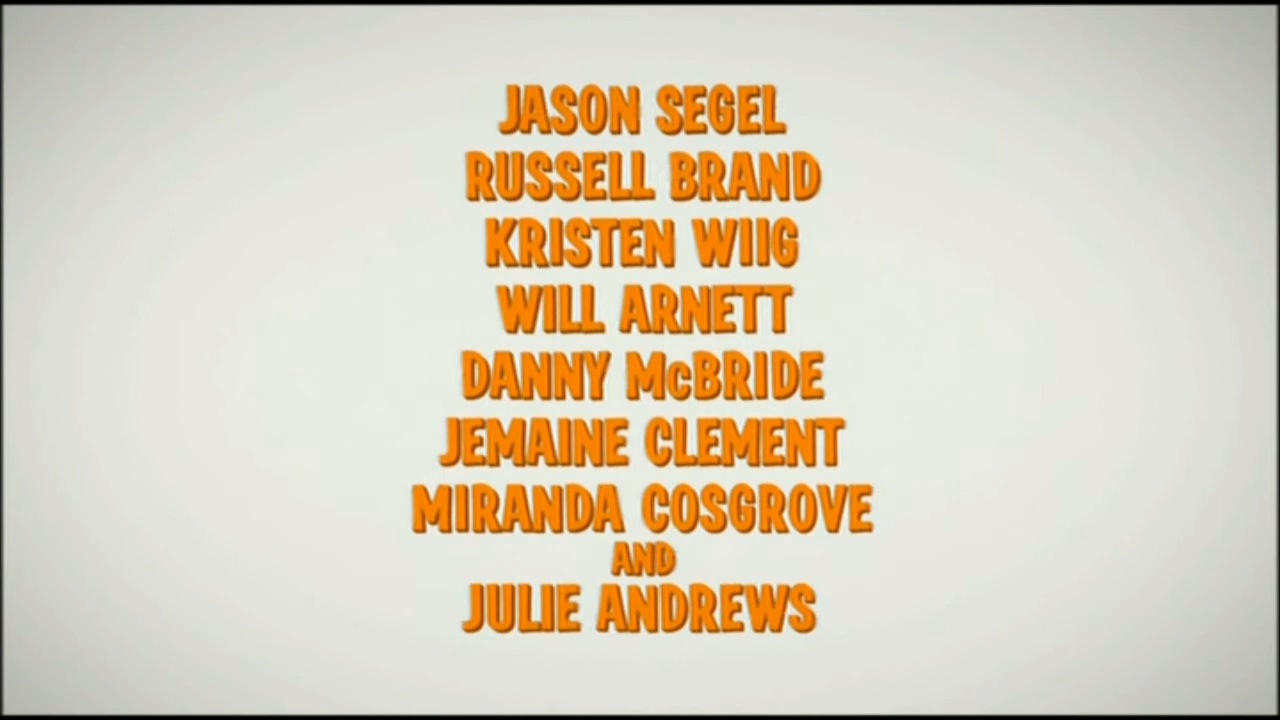 JASON SEGEL
RUSSELL BRAND
KRISTEN WIIG
WILL ARNETT
DANNY McBRIDE
JEMAINE CLEMENT
MIRANDA COSGROVE
AND
JULIE ANDREWS